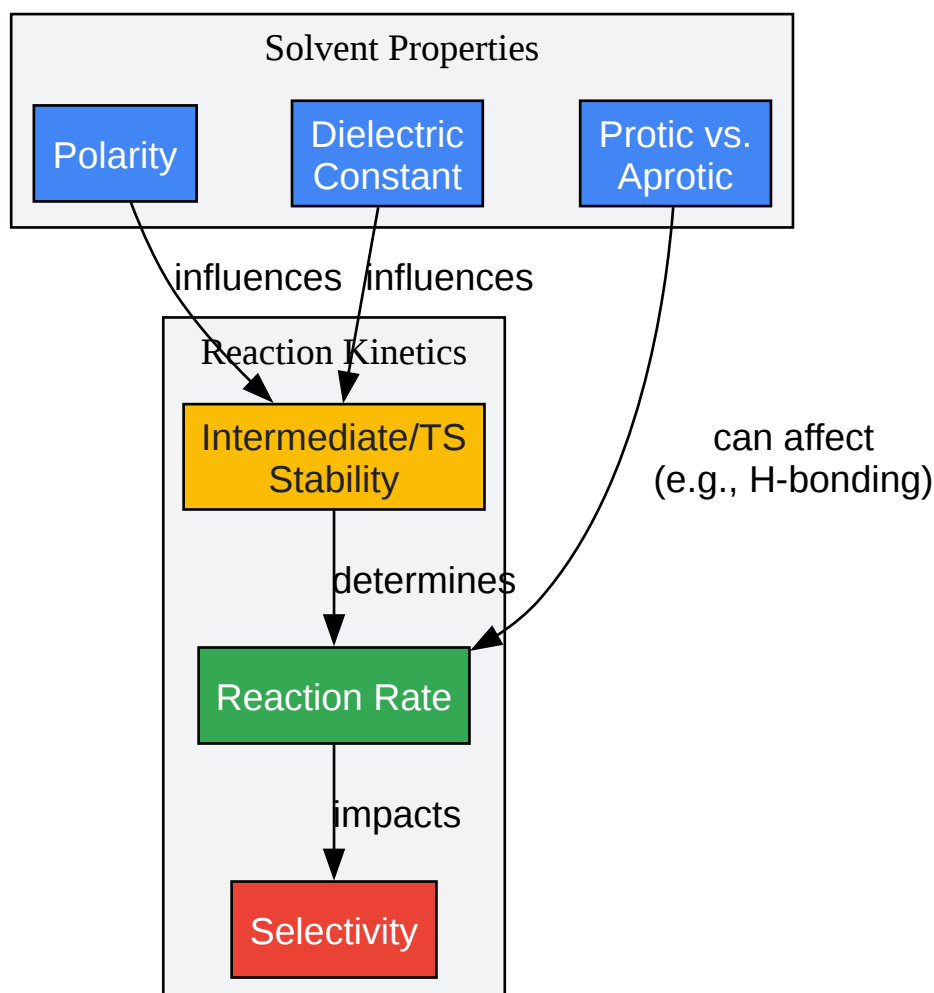 Solvent Properties
Polarity
Dielectric
Constant
Protic vs.
Aprotic
influences
influences
Reaction Kinetics
Intermediate/TS
Stability
can affect
(e.g., H-bonding)
determines
Reaction Rate
impacts
Selectivity